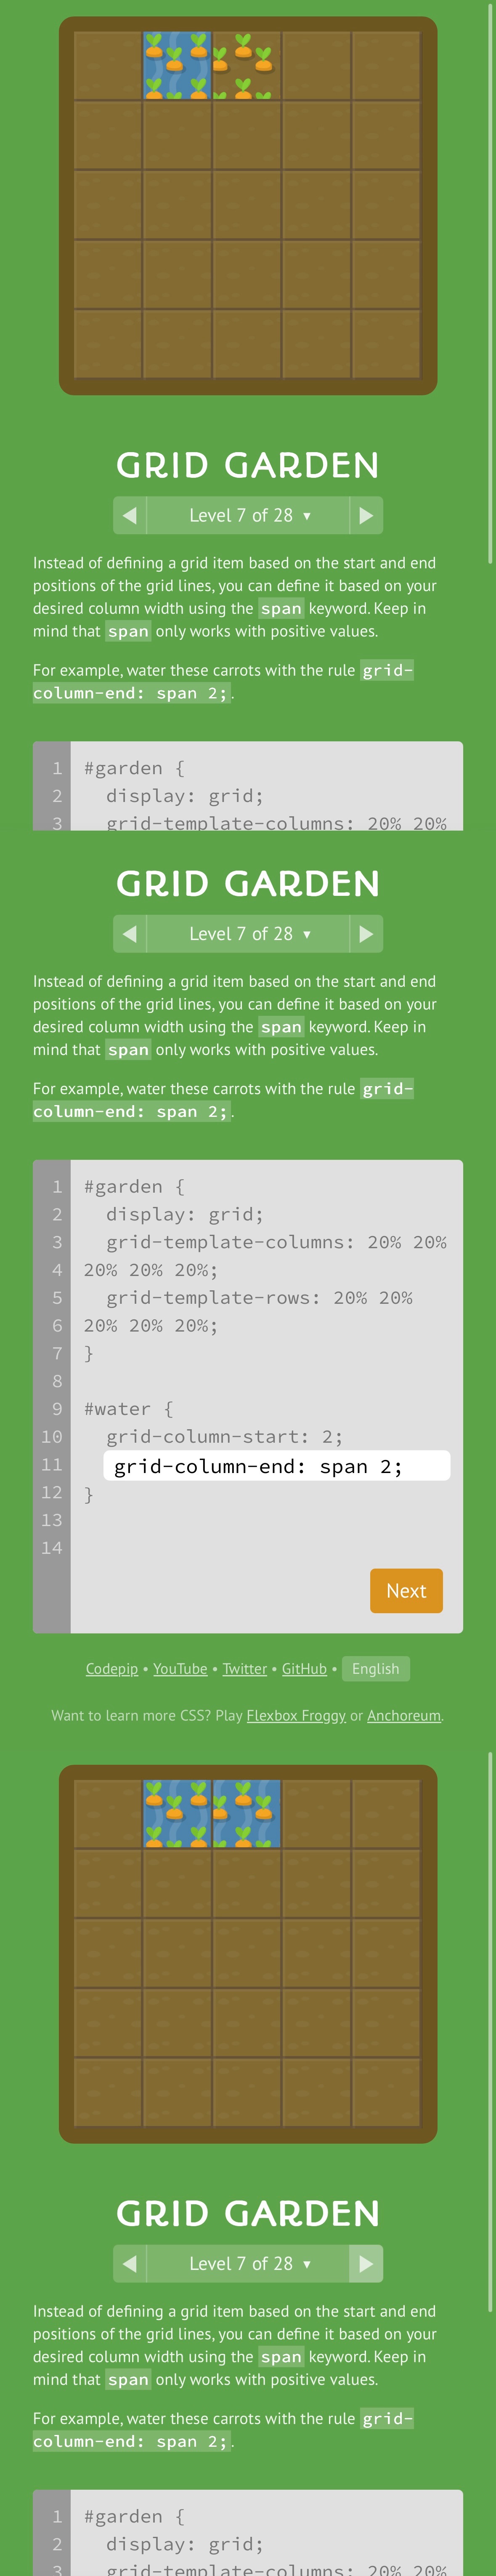 GRID GARDEN
Level 7 of 28 ▼
Instead of defining a grid item based on the start and end
positions of the grid lines, you can define it based on your
desired column width using the span keyword. Keep in
mind that span only works with positive values.
For example, water these carrots with the rule grid-
column-end: span 2;.
1 #garden {
2 display: grid;
3 grid-template-columns: 20% 20%
GRID GARDEN
Level 7 of 28 ▼
Instead of defining a grid item based on the start and end
positions of the grid lines, you can define it based on your
desired column width using the span keyword. Keep in
mind that span only works with positive values.
For example, water these carrots with the rule grid-
column-end: span 2;.
1 #garden {
2 display: grid;
3 grid-template-columns: 20% 20%
4 20% 20% 20%;
5 grid-template-rows: 20% 20%
6 20% 20% 20%;
7 }
8
9 #water {
10 grid-column-start: 2;
11 grid-column-end: span 2;
12 }
13
14
Next
Codepip • YouTube • Twitter • GitHub • English
Want to learn more CSS? Play Flexbox Froggy or Anchoreum.
GRID GARDEN
Level 7 of 28 ▼
Instead of defining a grid item based on the start and end
positions of the grid lines, you can define it based on your
desired column width using the span keyword. Keep in
mind that span only works with positive values.
For example, water these carrots with the rule grid-
column-end: span 2;.
1 #garden {
2 display: grid;
3 grid-template-columns: 20% 20%